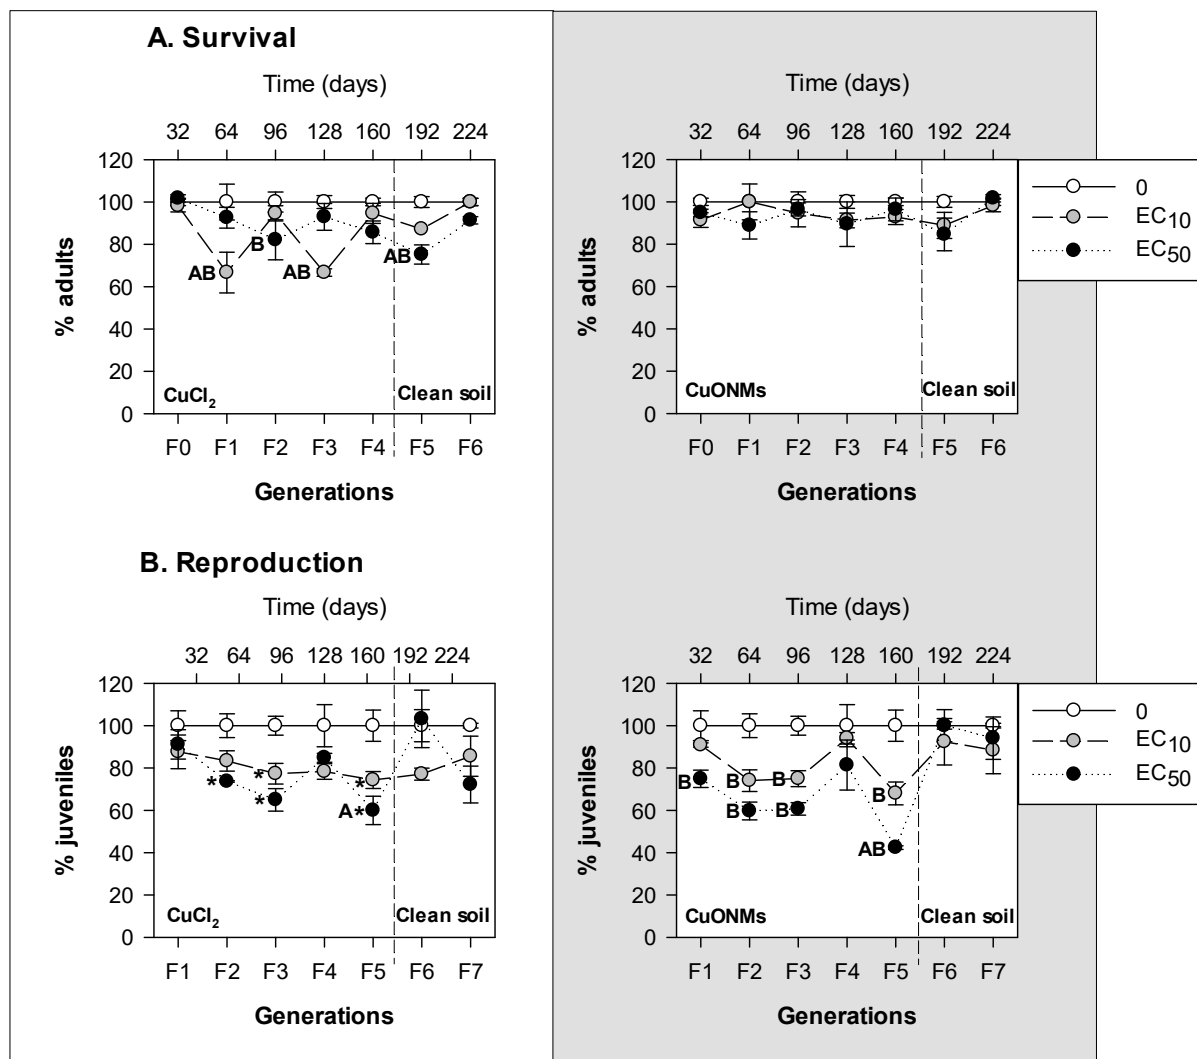 A. Survival
Time (days)
32 64 96 128 160 192 224
120
100
80
60
40
20
0
% adults
AB
B
AB
AB
CuCl2
Clean soil
F0 F1 F2 F3 F4 F5 F6
Generations
Time (days)
32 64 96 128 160 192 224
120
100
80
60
40
20
0
% adults
CuONMs
Clean soil
F0 F1 F2 F3 F4 F5 F6
Generations
0
EC10
EC50
B. Reproduction
Time (days)
32 64 96 128 160 192 224
120
100
80
60
40
20
0
% juveniles
*
*
*
*
A*
CuCl2
Clean soil
F1 F2 F3 F4 F5 F6 F7
Generations
Time (days)
32 64 96 128 160 192 224
120
100
80
60
40
20
0
% juveniles
B
B
B
B
B
B
AB
CuONMs
Clean soil
F1 F2 F3 F4 F5 F6 F7
Generations
0
EC10
EC50